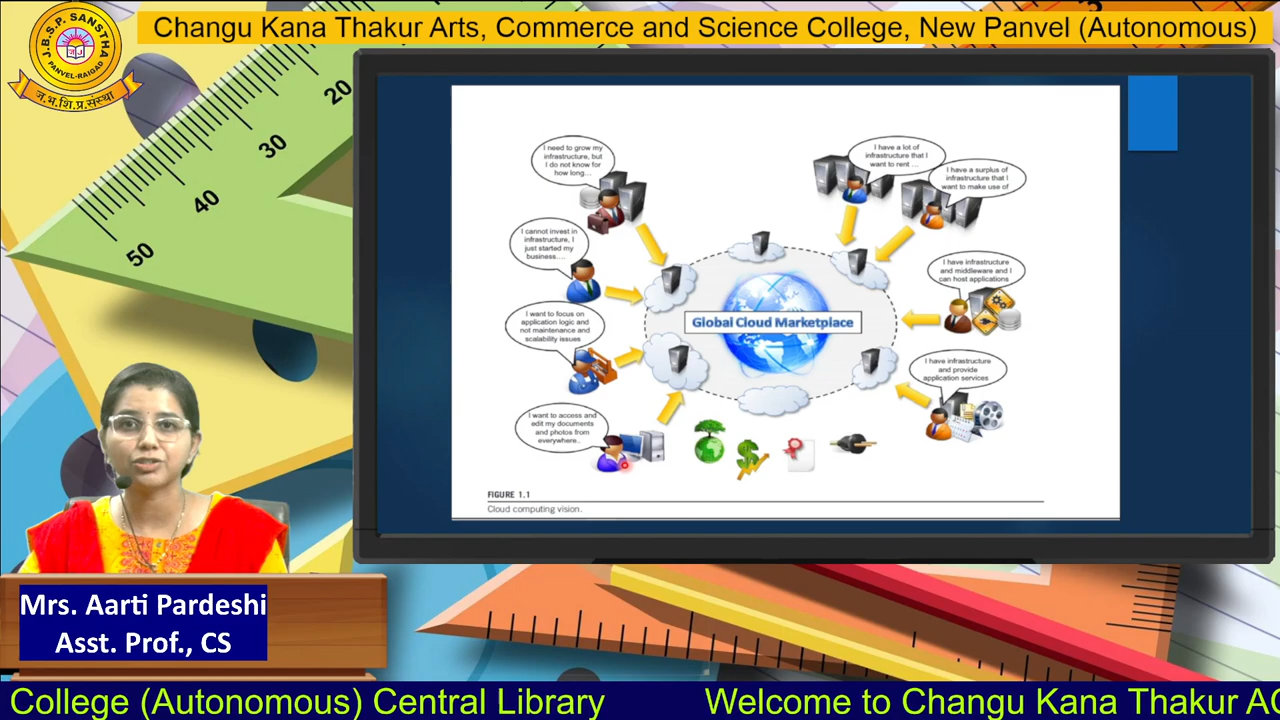 Changu Kana Thakur Arts, Commerce and Science College, New Panvel (Autonomous)
J.B.S.P. SANSTHA
PANVEL-RAIGAD
ज.भ.शि.प्र.संस्था
20
30
40
50
I need to grow my
infrastructure, but
I do not know for
how long...
I have a lot of
infrastructure that I
want to rent ...
I have a surplus of
infrastructure that I
want to make use of
I cannot invest in
infrastructure, I
just started my
business....
I have infrastructure
and middleware and I
can host applications
Global Cloud Marketplace
I want to focus on
application logic and
not maintenance and
scalability issues
I have infrastructure
and provide
application services
I want to access and
edit my documents
and photos from
everywhere..
FIGURE 1.1
Cloud computing vision.
Mrs. Aarti Pardeshi
Asst. Prof., CS
College (Autonomous) Central Library
Welcome to Changu Kana Thakur AC